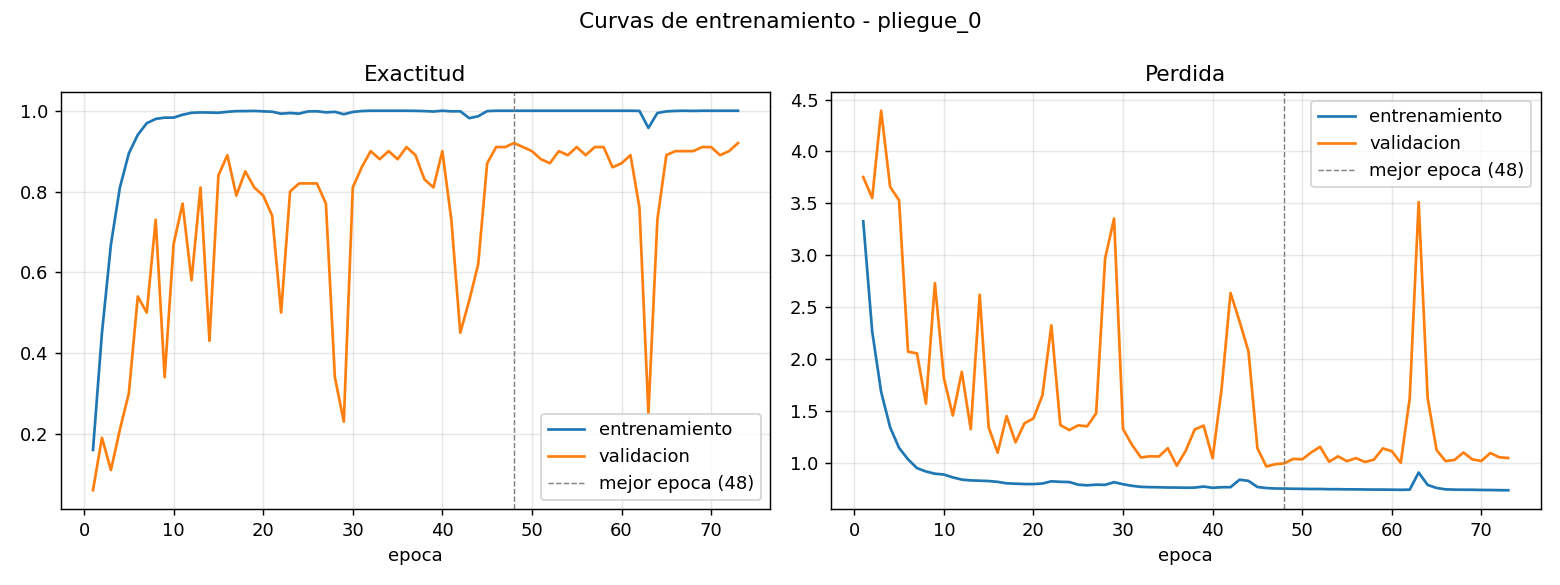 Curvas de entrenamiento - pliegue_0
Exactitud
1.0
0.8
0.6
0.4
0.2
0 10 20 30 40 50 60 70
epoca
entrenamiento
validacion
mejor epoca (48)
Perdida
4.5
4.0
3.5
3.0
2.5
2.0
1.5
1.0
0 10 20 30 40 50 60 70
epoca
entrenamiento
validacion
mejor epoca (48)